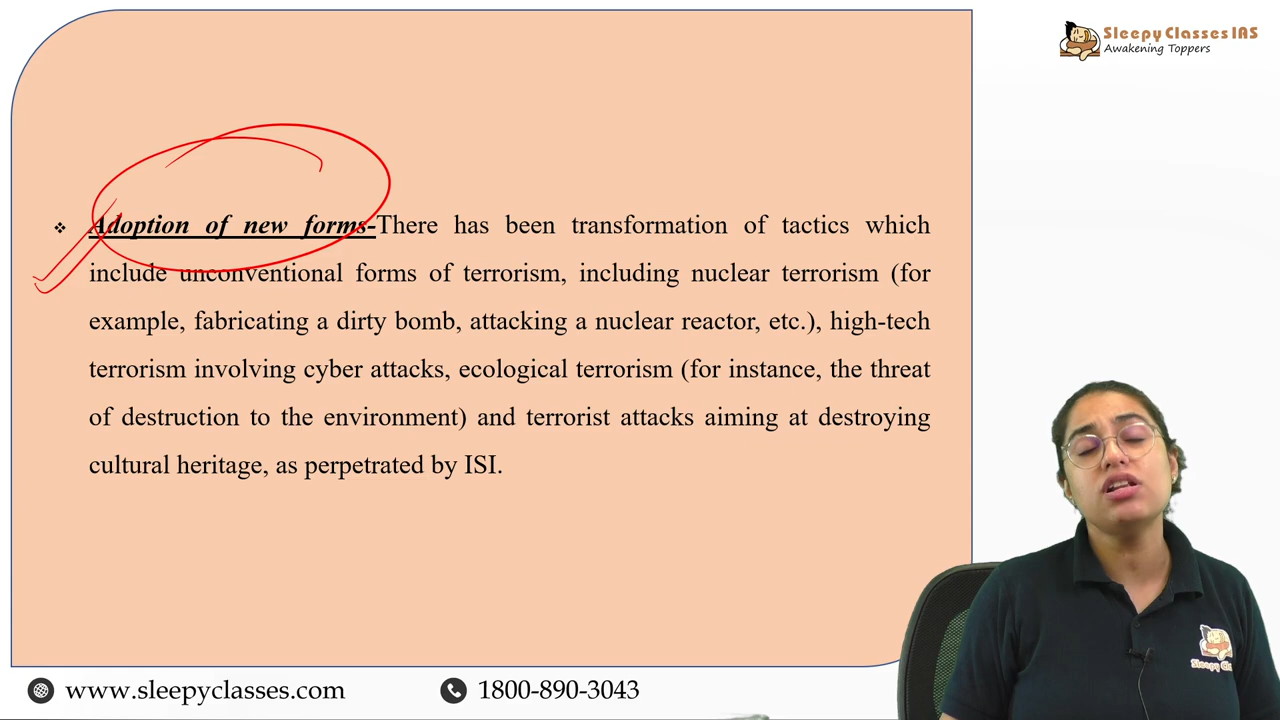 Sleepy Classes IAS
Awakening Toppers
❖ Adoption of new forms-There has been transformation of tactics which
include unconventional forms of terrorism, including nuclear terrorism (for
example, fabricating a dirty bomb, attacking a nuclear reactor, etc.), high-tech
terrorism involving cyber attacks, ecological terrorism (for instance, the threat
of destruction to the environment) and terrorist attacks aiming at destroying
cultural heritage, as perpetrated by ISI.
www.sleepyclasses.com
1800-890-3043